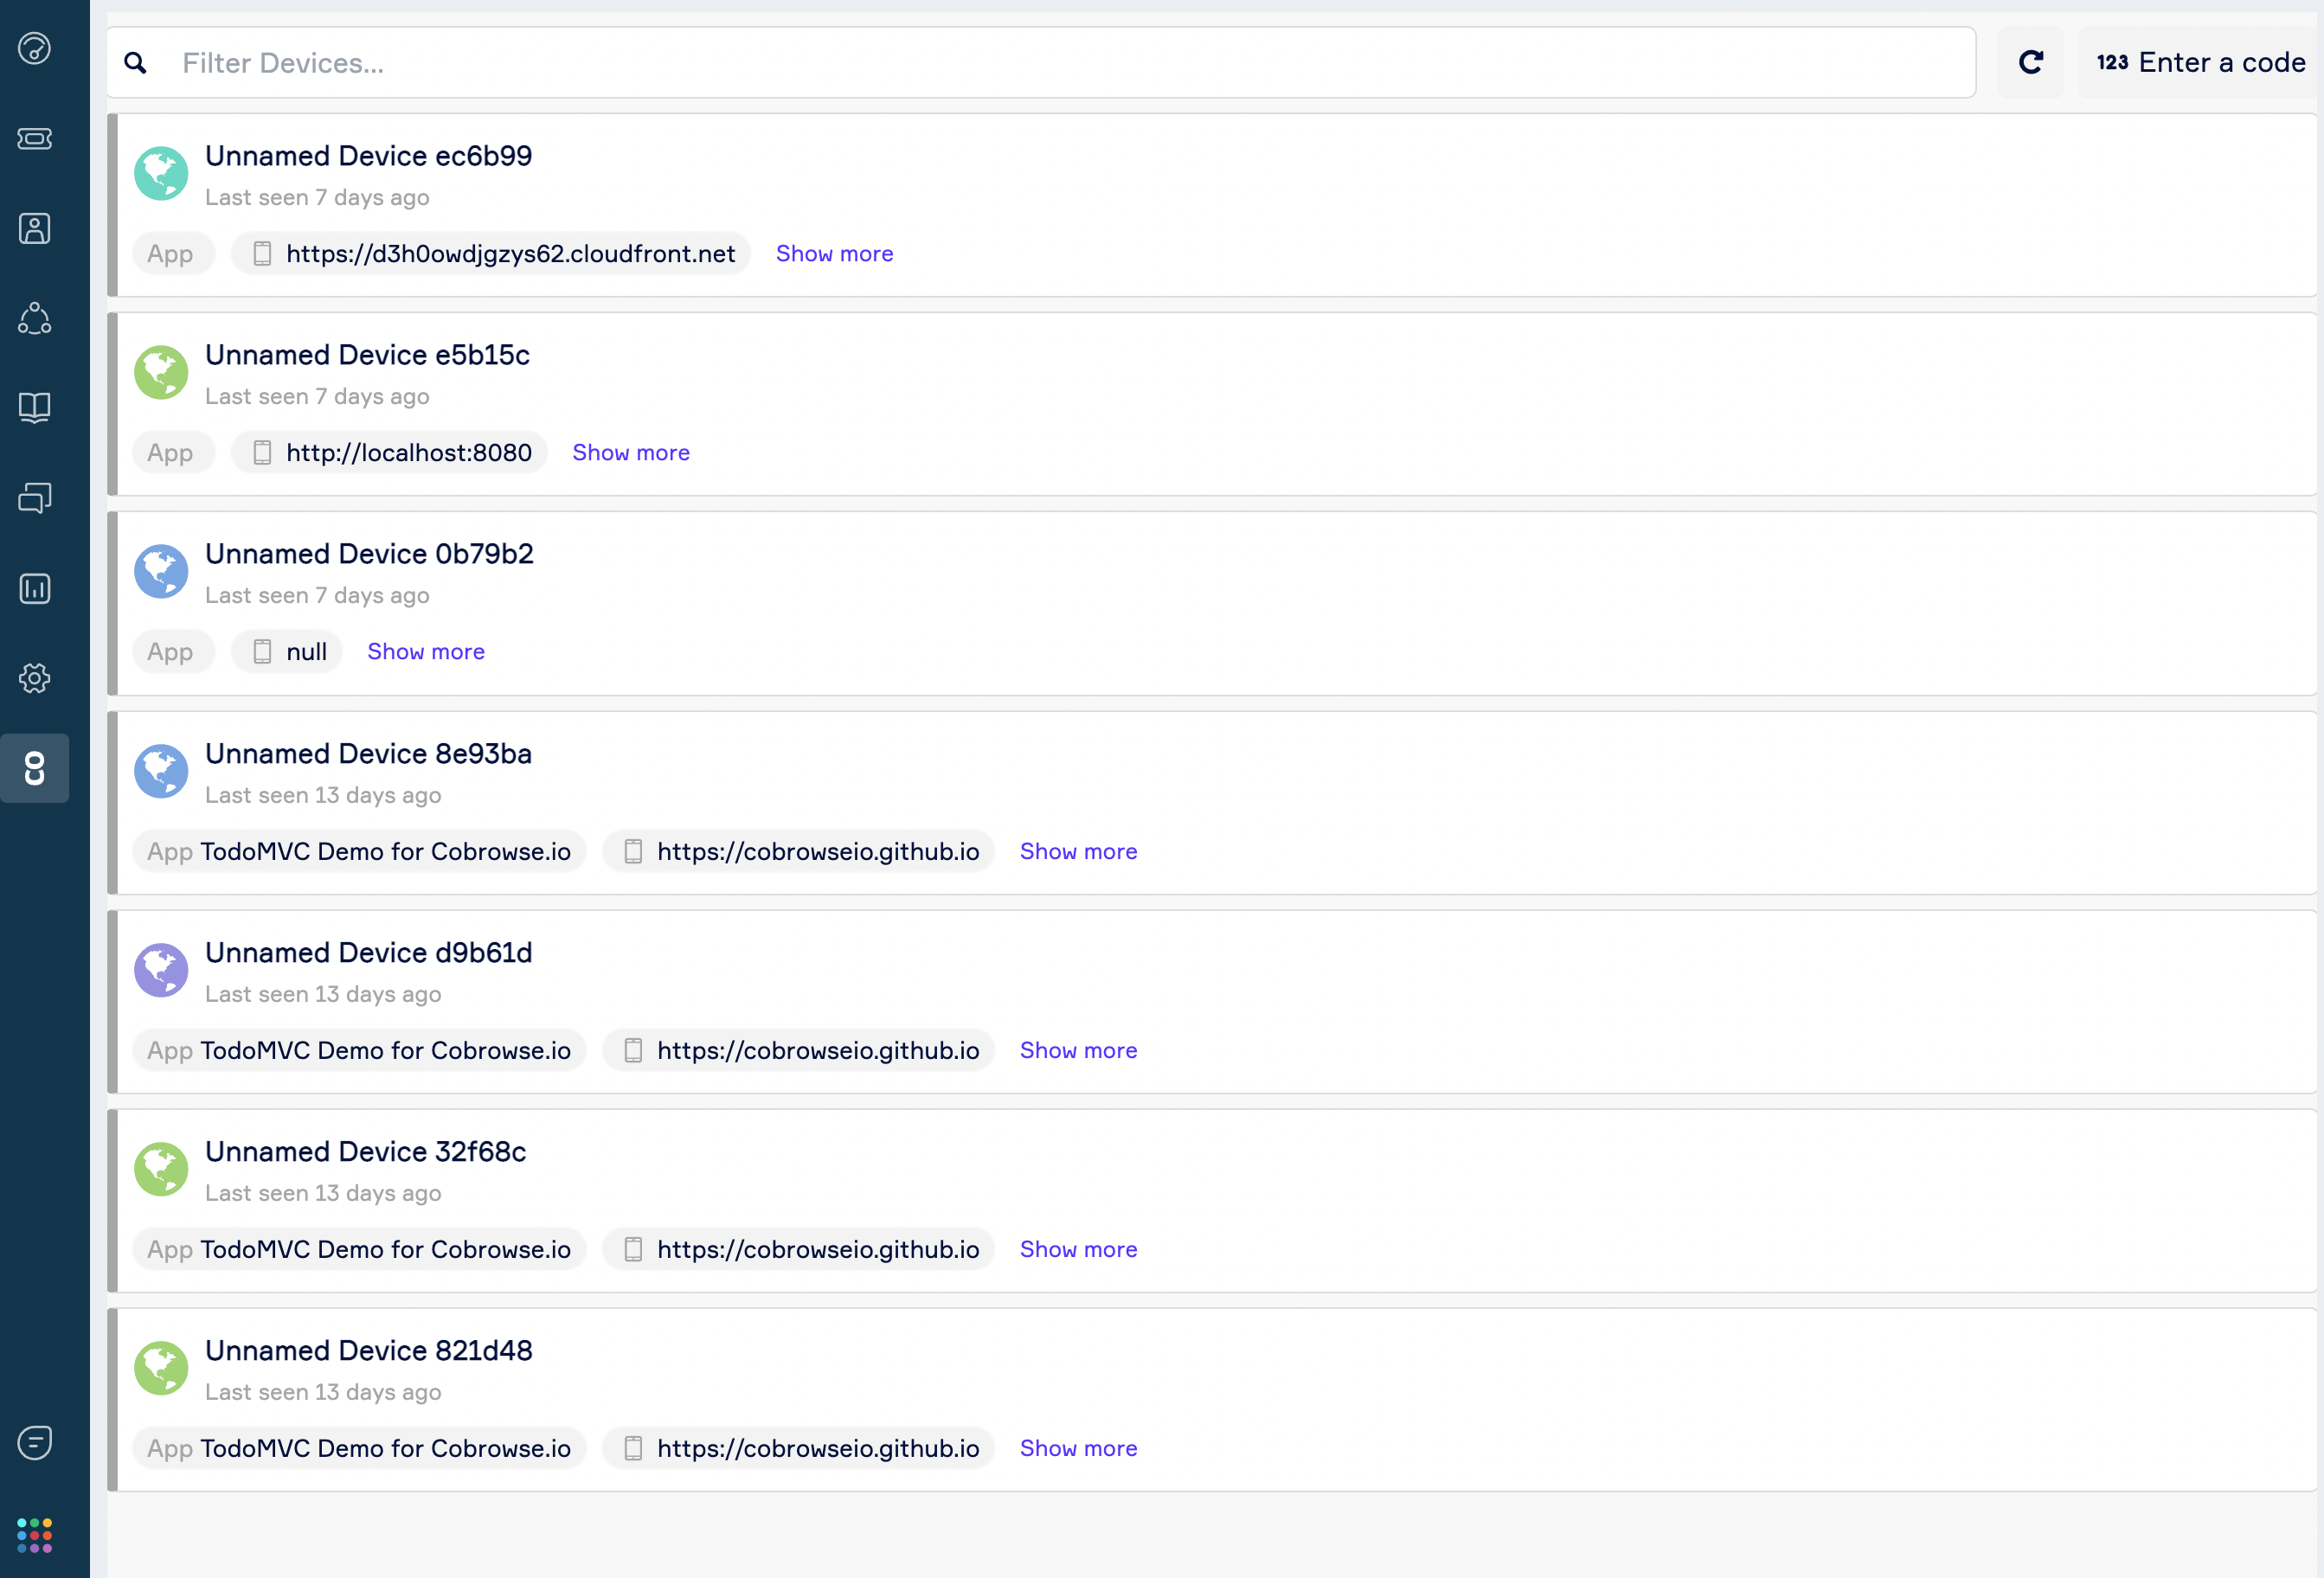 Filter Devices...
123 Enter a code
Unnamed Device ec6b99
Last seen 7 days ago
App https://d3h0owdjgzys62.cloudfront.net Show more
Unnamed Device e5b15c
Last seen 7 days ago
App http://localhost:8080 Show more
Unnamed Device 0b79b2
Last seen 7 days ago
App null Show more
CO
Unnamed Device 8e93ba
Last seen 13 days ago
App TodoMVC Demo for Cobrowse.io https://cobrowseio.github.io Show more
Unnamed Device d9b61d
Last seen 13 days ago
App TodoMVC Demo for Cobrowse.io https://cobrowseio.github.io Show more
Unnamed Device 32f68c
Last seen 13 days ago
App TodoMVC Demo for Cobrowse.io https://cobrowseio.github.io Show more
Unnamed Device 821d48
Last seen 13 days ago
App TodoMVC Demo for Cobrowse.io https://cobrowseio.github.io Show more